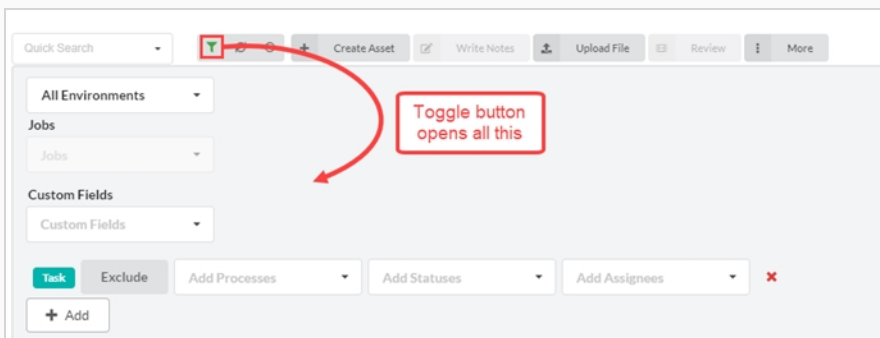 Quick Search
Create Asset
Write Notes
Upload File
Review
More
All Environments
Toggle button
opens all this
Jobs
Jobs
Custom Fields
Custom Fields
Task
Exclude
Add Processes
Add Statuses
Add Assignees
Add